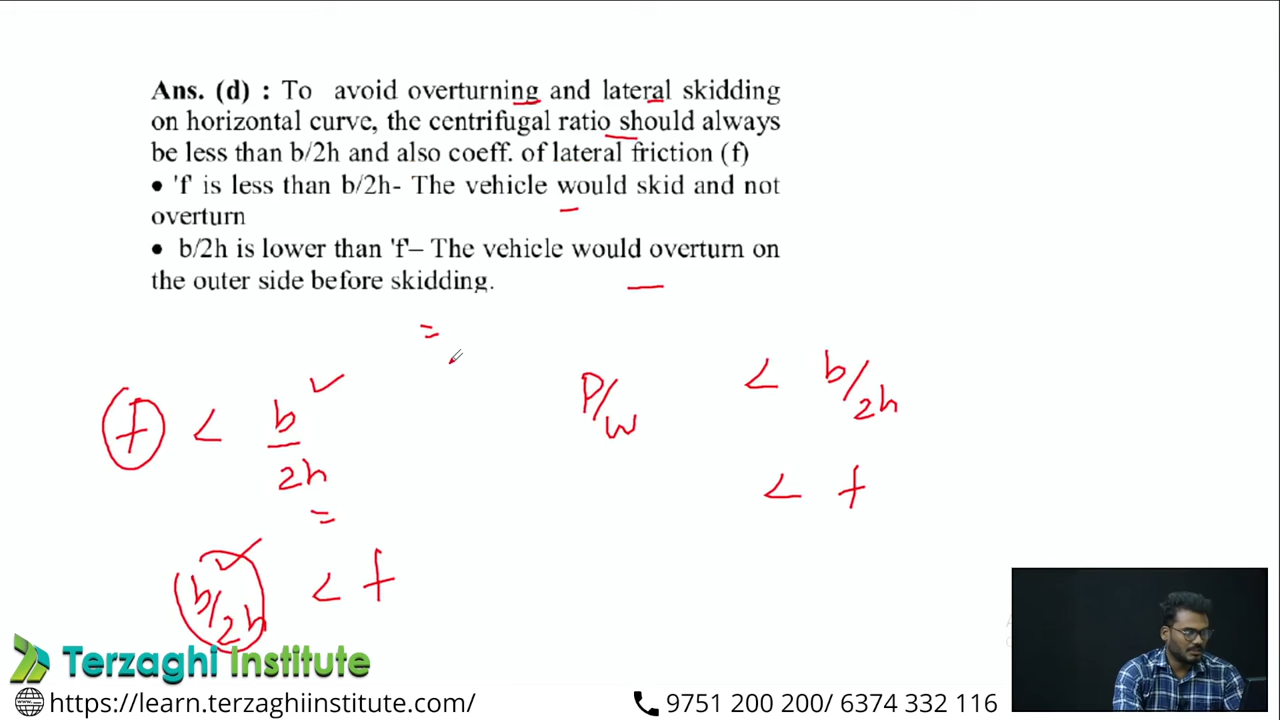 Ans. (d) : To avoid overturning and lateral skidding
on horizontal curve, the centrifugal ratio should always
be less than b/2h and also coeff. of lateral friction (f)
• 'f' is less than b/2h- The vehicle would skid and not
overturn
• b/2h is lower than 'f'– The vehicle would overturn on
the outer side before skidding.
=
P/W < b/2h
f < b/2h
=
< f
b/2h < f
Terzaghi Institute
https://learn.terzaghiinstitute.com/
9751 200 200/ 6374 332 116